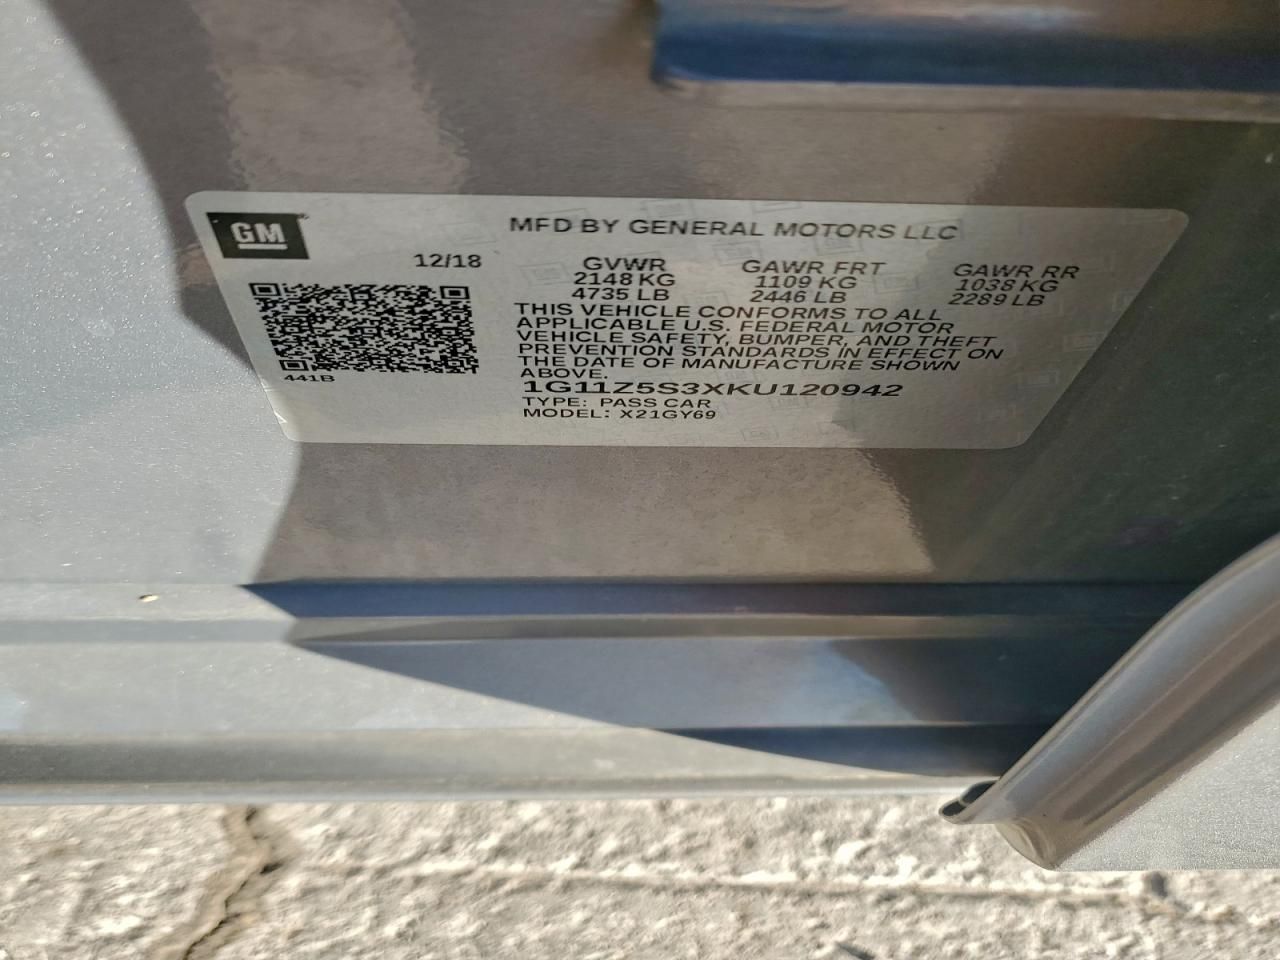 GM
MFD BY GENERAL MOTORS LLC
12/18 GVWR GAWR FRT GAWR RR
2148 KG 1109 KG 1038 KG
4735 LB 2446 LB 2289 LB
THIS VEHICLE CONFORMS TO ALL
APPLICABLE U.S. FEDERAL MOTOR
VEHICLE SAFETY, BUMPER, AND THEFT
PREVENTION STANDARDS IN EFFECT ON
THE DATE OF MANUFACTURE SHOWN
ABOVE.
441B
1G11Z5S3XKU120942
TYPE: PASS CAR
MODEL: X21GY69